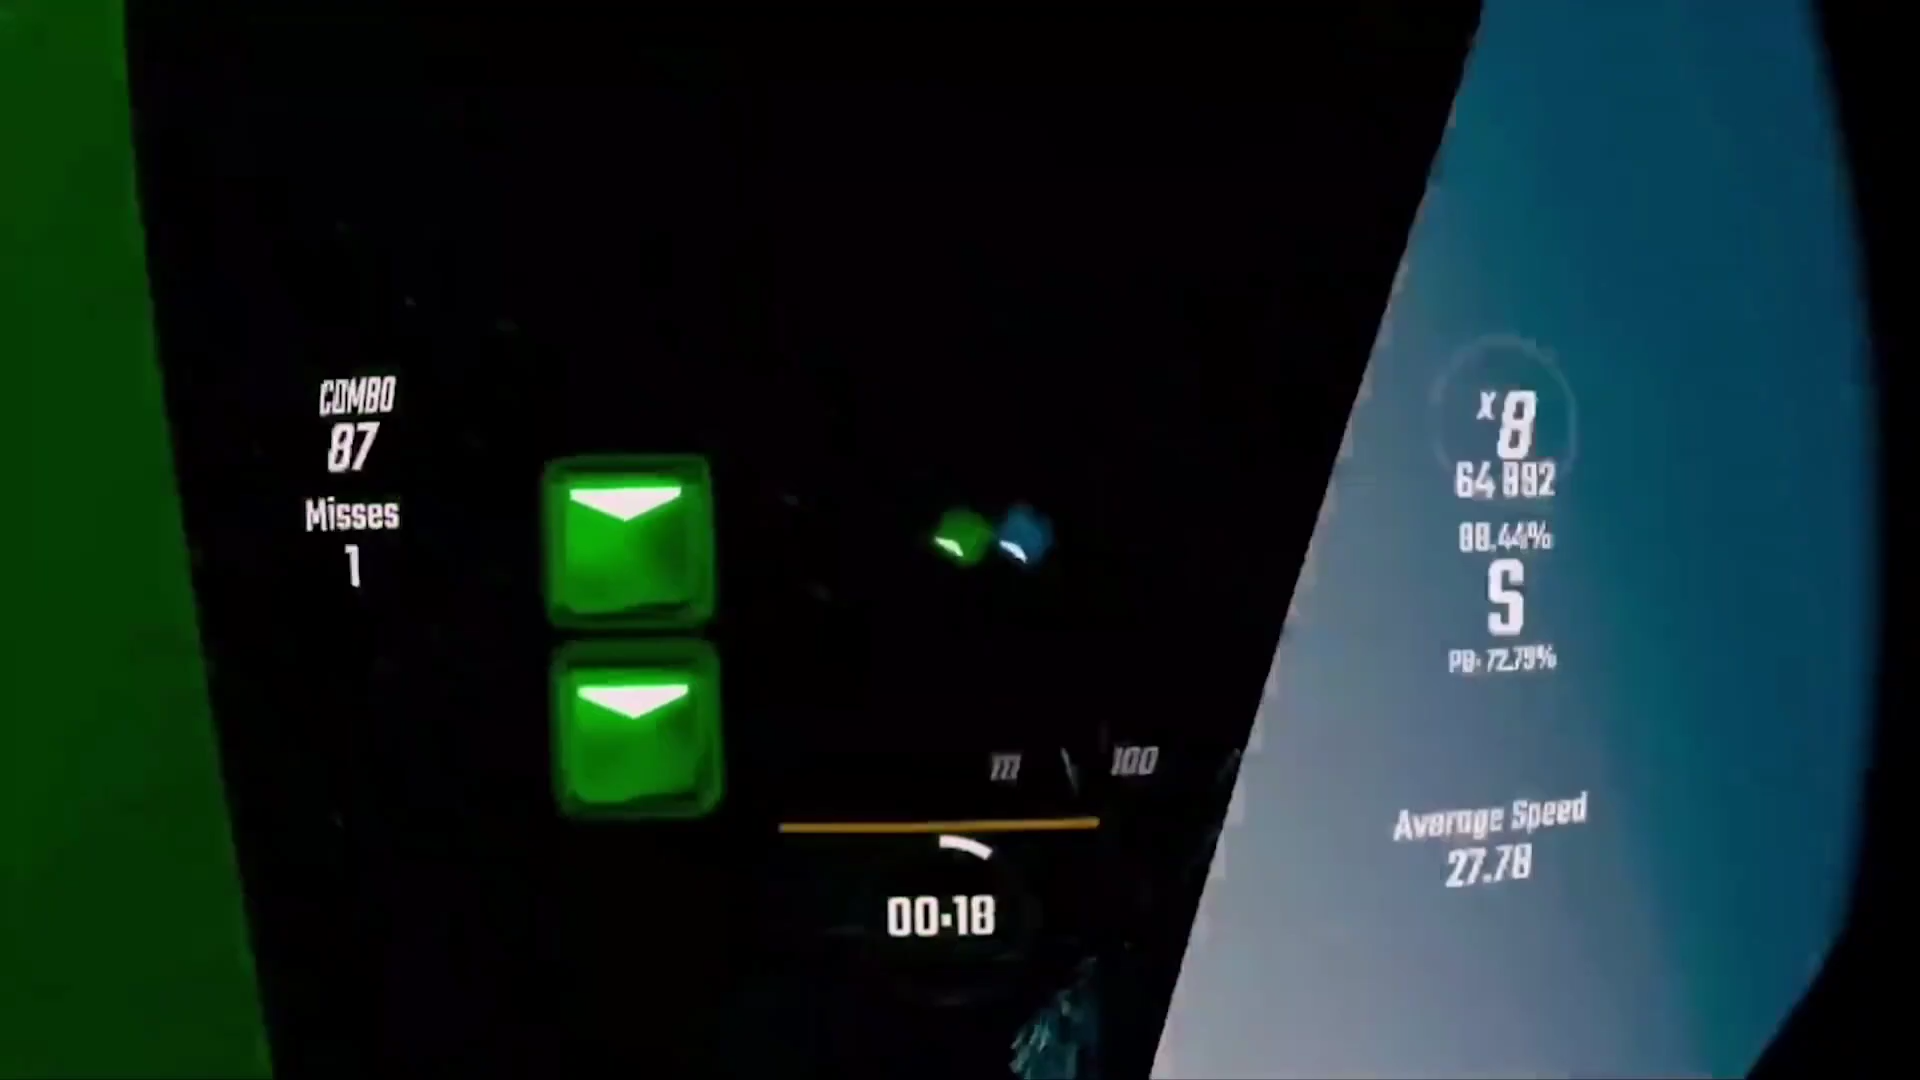 COMBO
87
Misses
1
x8
64 892
88.44%
S
PB: 72.79%
100
Average Speed
27.78
00:18